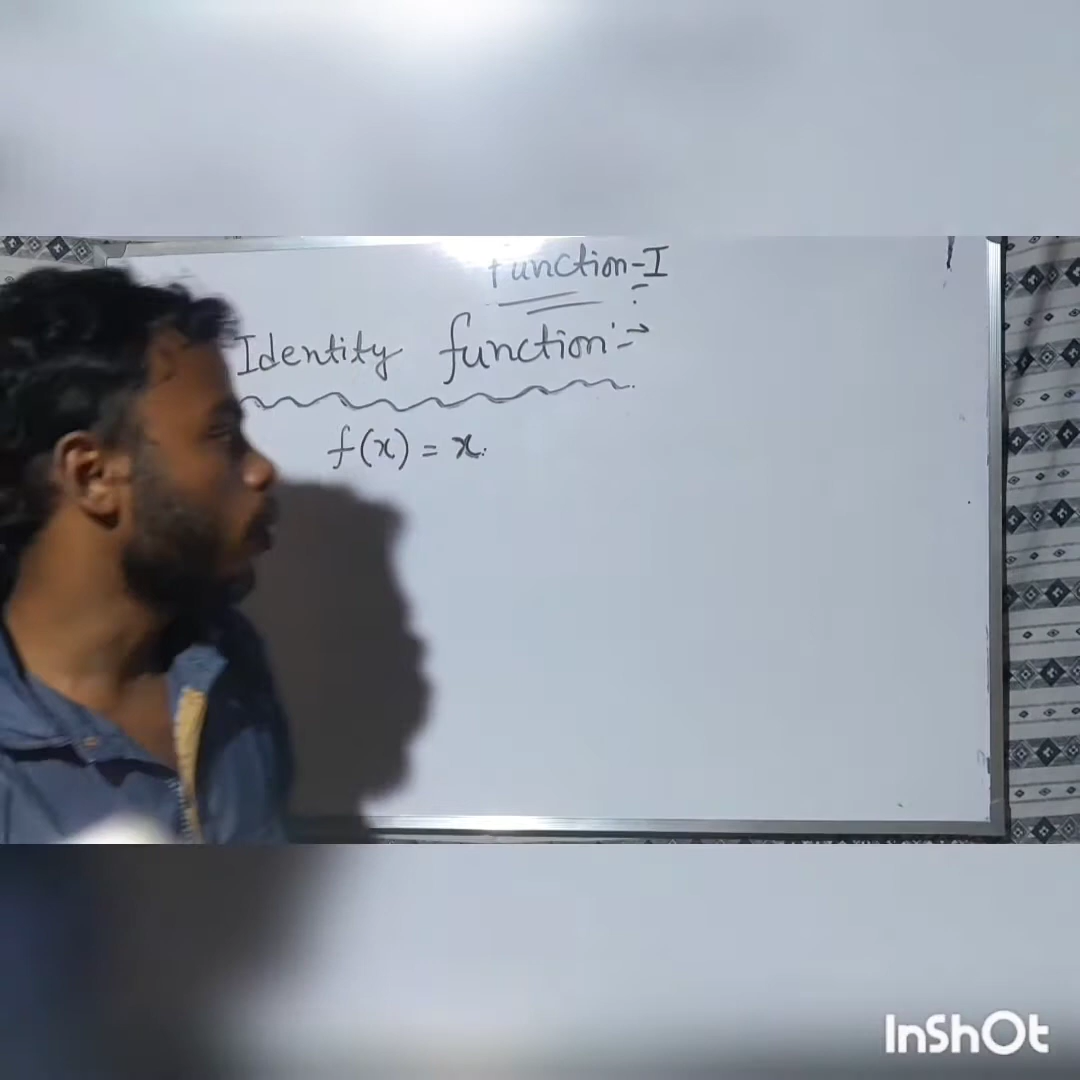 Function-I
Identity function:→
f(x) = x.
InShOt